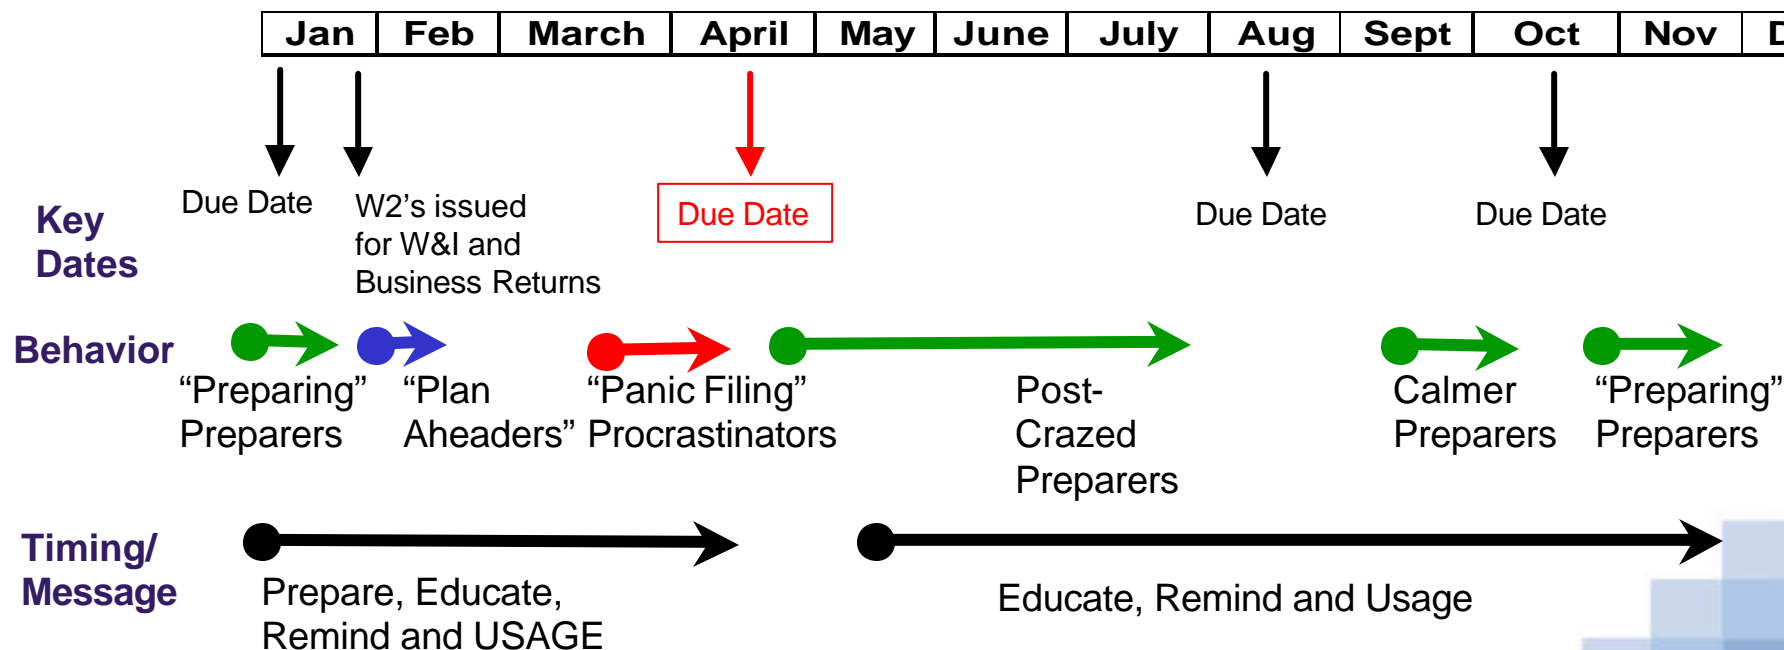 Jan Feb March April May June July Aug Sept Oct Nov D
Key
Dates
Due Date
W2’s issued
for W&I and
Business Returns
Due Date
Due Date
Due Date
Behavior
“Preparing”
Preparers
“Plan
Aheaders”
“Panic Filing”
Procrastinators
Post-
Crazed
Preparers
Calmer
Preparers
“Preparing”
Preparers
Timing/
Message
Prepare, Educate,
Remind and USAGE
Educate, Remind and Usage